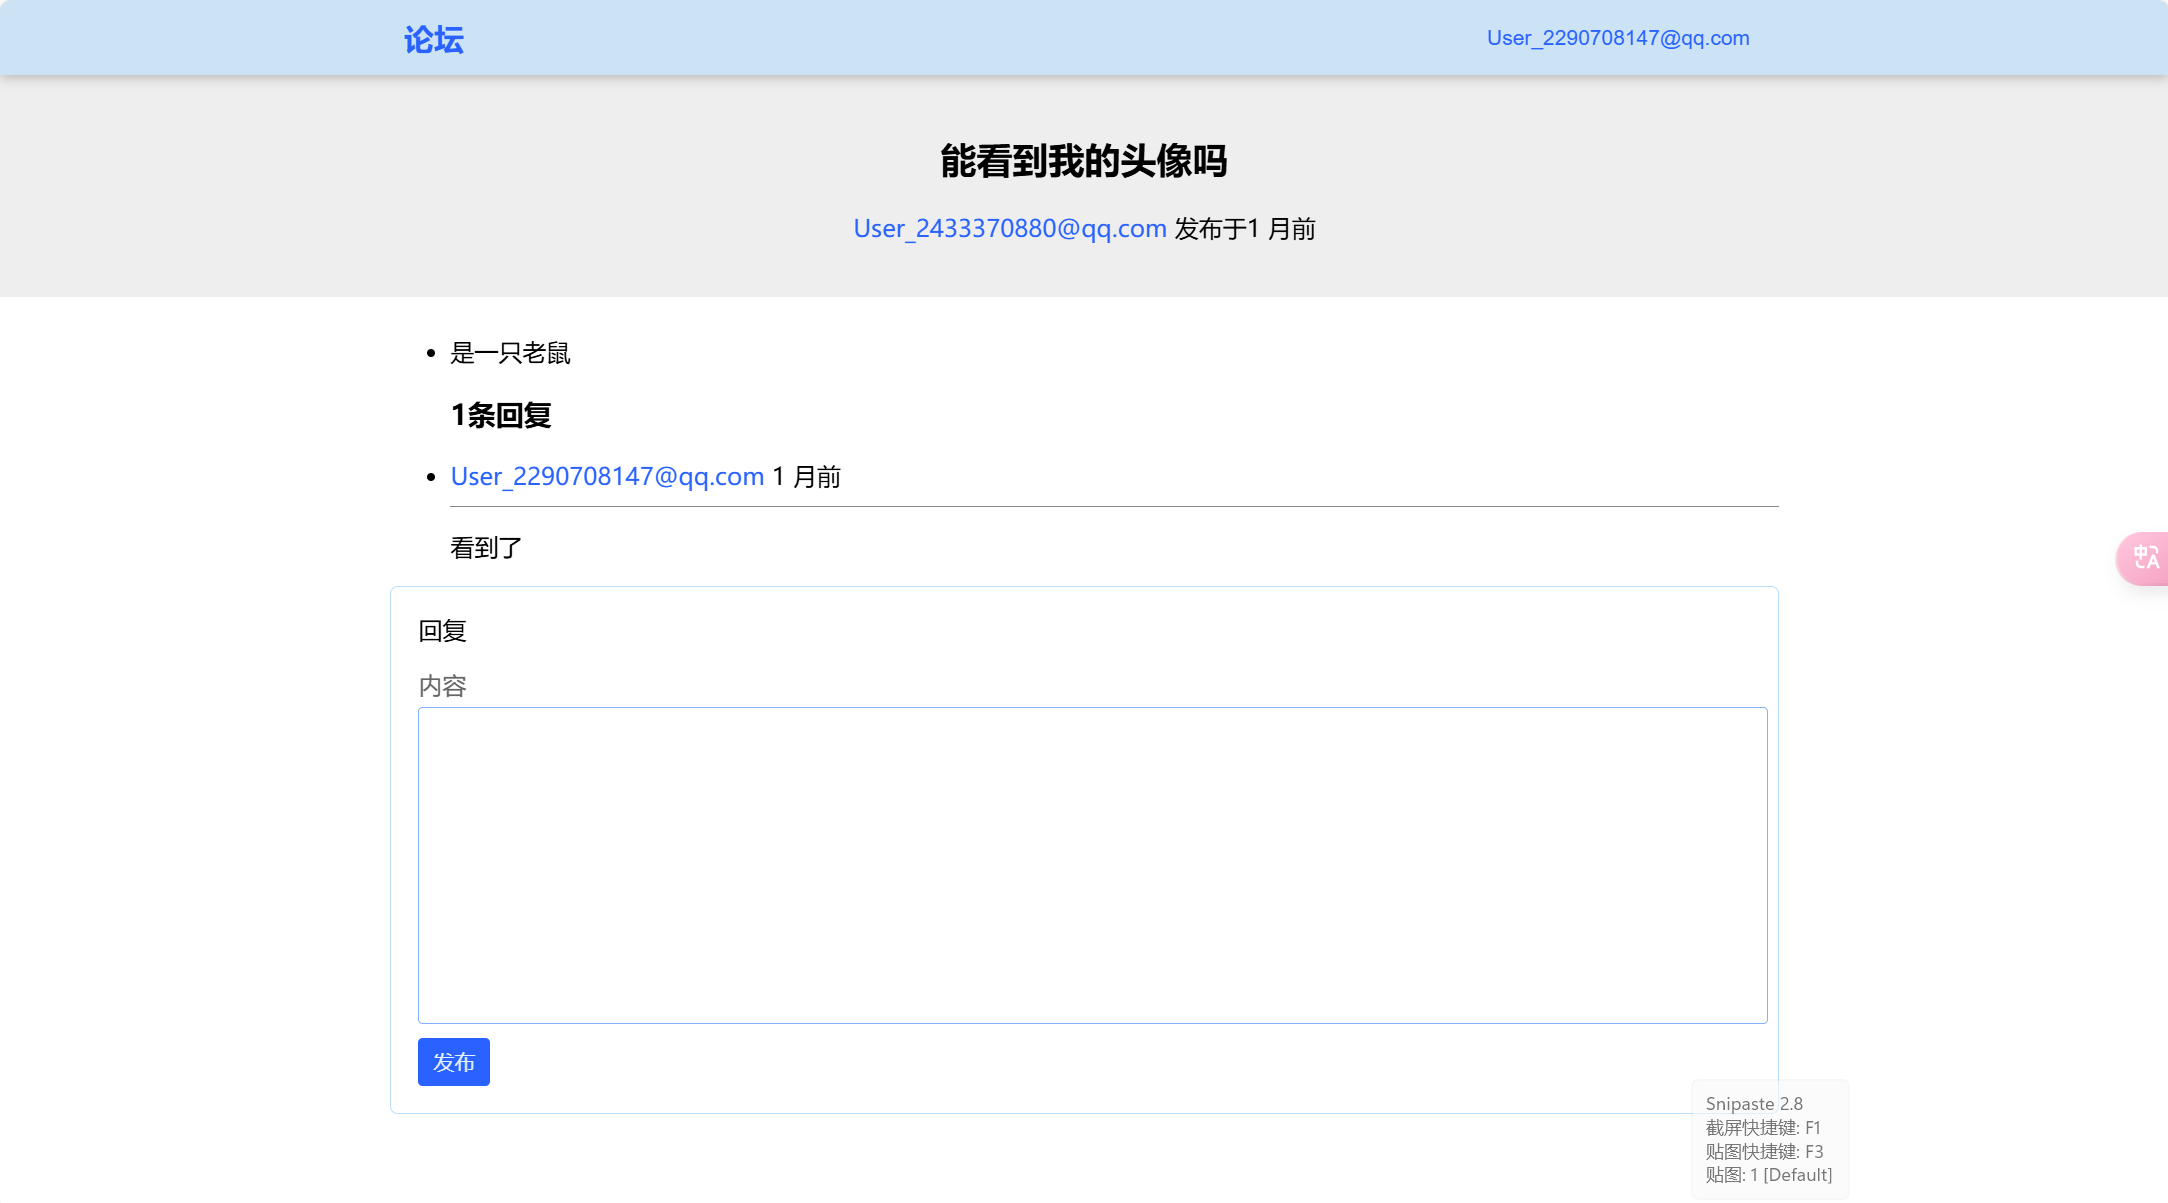 论坛
User_2290708147@qq.com
能看到我的头像吗
User_2433370880@qq.com 发布于1 月前
是一只老鼠
1条回复
User_2290708147@qq.com 1 月前
看到了
中A
回复
内容
发布
Snipaste 2.8
截屏快捷键: F1
贴图快捷键: F3
贴图: 1 [Default]